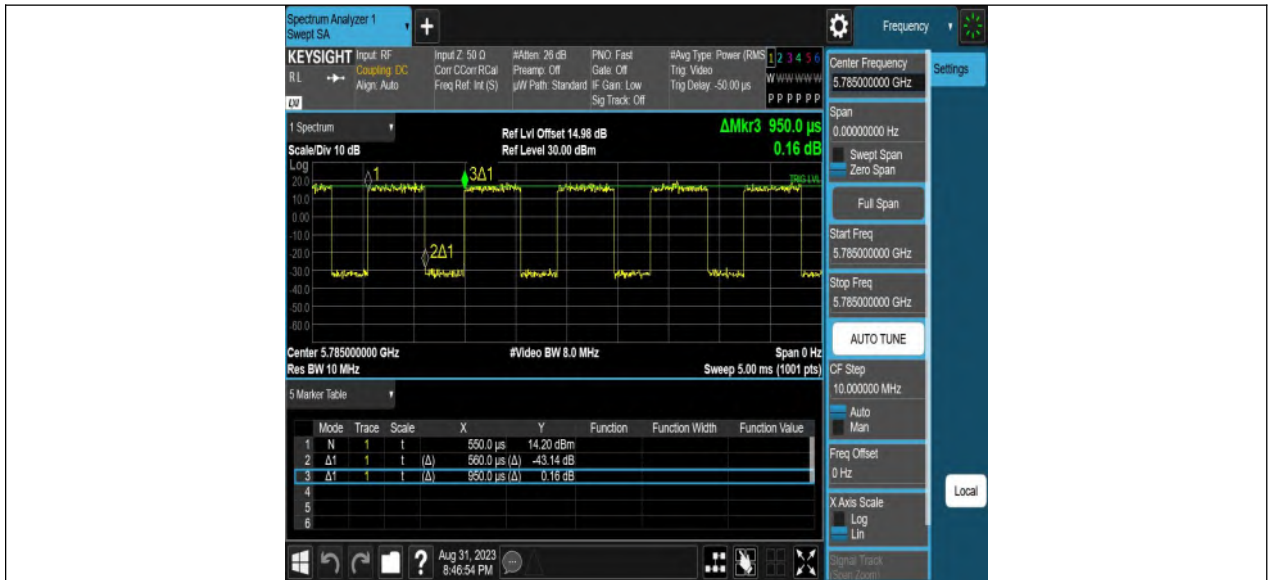 Spectrum Analyzer 1
Swept SA
+
Frequency
KEYSIGHT
RL
LXI
Input: RF
Coupling: DC
Align: Auto
Input Z: 50 Ω
Corr CCorr RCal
Freq Ref: Int (S)
#Atten: 26 dB
Preamp: Off
µW Path: Standard
PNO: Fast
Gate: Off
IF Gain: Low
Sig Track: Off
#Avg Type: Power (RMS
Trig: Video
Trig Delay: -50.00 µs
1 2 3 4 5 6
W W W W W W
P P P P P P
Center Frequency
5.785000000 GHz
Settings
Span
0.00000000 Hz
Swept Span
Zero Span
Full Span
Start Freq
5.785000000 GHz
Stop Freq
5.785000000 GHz
AUTO TUNE
CF Step
10.000000 MHz
Auto
Man
Freq Offset
0 Hz
X Axis Scale
Log
Lin
Signal Track
(Span Zoom)
Local
1 Spectrum
Scale/Div 10 dB
Ref Lvl Offset 14.98 dB
Ref Level 30.00 dBm
ΔMkr3 950.0 µs
0.16 dB
Log
20.0
10.0
0.00
-10.0
-20.0
-30.0
-40.0
-50.0
-60.0
1
3Δ1
2Δ1
TRIG LVL
Center 5.785000000 GHz
#Video BW 8.0 MHz
Span 0 Hz
Res BW 10 MHz
Sweep 5.00 ms (1001 pts)
5 Marker Table
Mode Trace Scale X Y Function Function Width Function Value
1 N 1 t 550.0 µs 14.20 dBm
2 Δ1 1 t (Δ) 560.0 µs (Δ) -43.14 dB
3 Δ1 1 t (Δ) 950.0 µs (Δ) 0.16 dB
4
5
6
?
Aug 31, 2023
8:46:54 PM